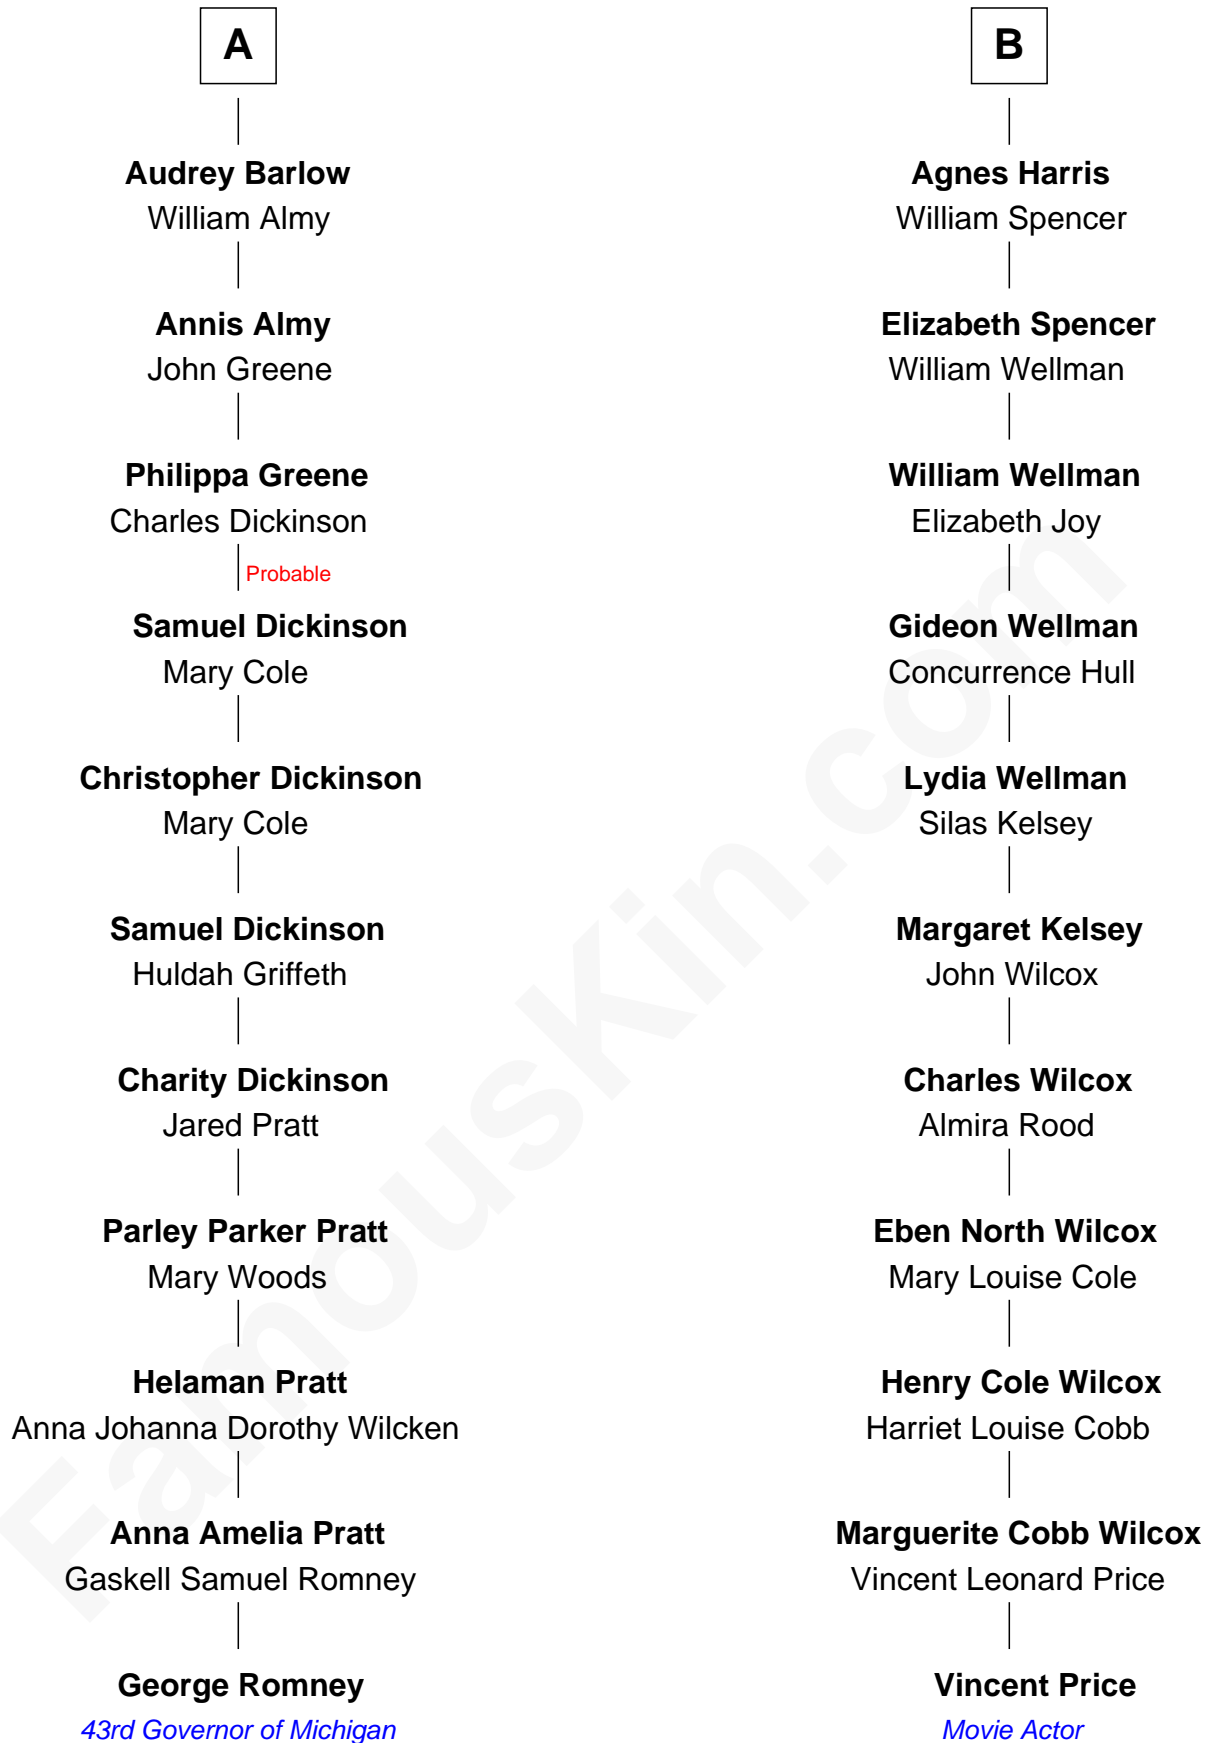 A
Audrey Barlow
William Almy
Annis Almy
John Greene
Philippa Greene
Charles Dickinson
Probable
Samuel Dickinson
Mary Cole
Christopher Dickinson
Mary Cole
Samuel Dickinson
Huldah Griffeth
Charity Dickinson
Jared Pratt
Parley Parker Pratt
Mary Woods
Helaman Pratt
Anna Johanna Dorothy Wilcken
Anna Amelia Pratt
Gaskell Samuel Romney
George Romney
43rd Governor of Michigan
B
Agnes Harris
William Spencer
Elizabeth Spencer
William Wellman
William Wellman
Elizabeth Joy
Gideon Wellman
Concurrence Hull
Lydia Wellman
Silas Kelsey
Margaret Kelsey
John Wilcox
Charles Wilcox
Almira Rood
Eben North Wilcox
Mary Louise Cole
Henry Cole Wilcox
Harriet Louise Cobb
Marguerite Cobb Wilcox
Vincent Leonard Price
Vincent Price
Movie Actor
FamousKin.com